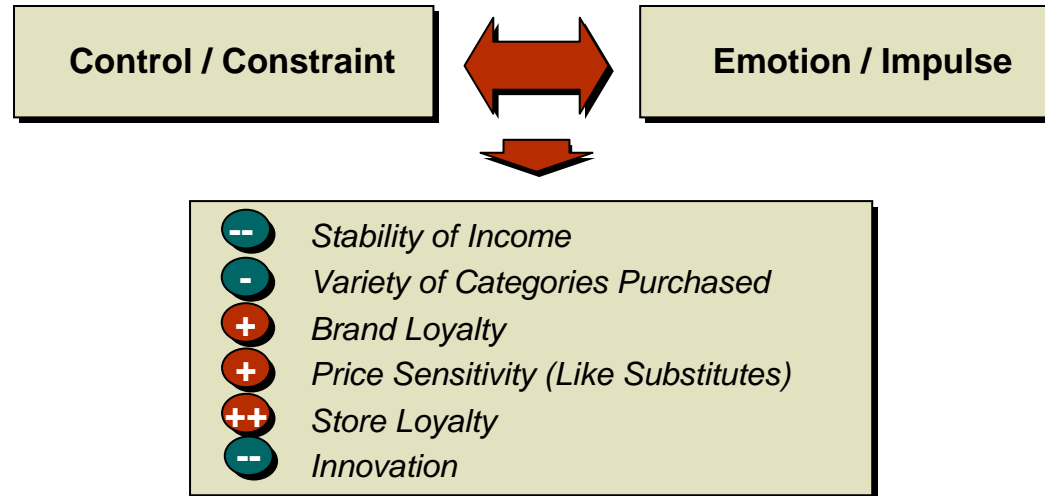 Control / Constraint
Emotion / Impulse
-- Stability of Income
- Variety of Categories Purchased
+ Brand Loyalty
+ Price Sensitivity (Like Substitutes)
++ Store Loyalty
-- Innovation